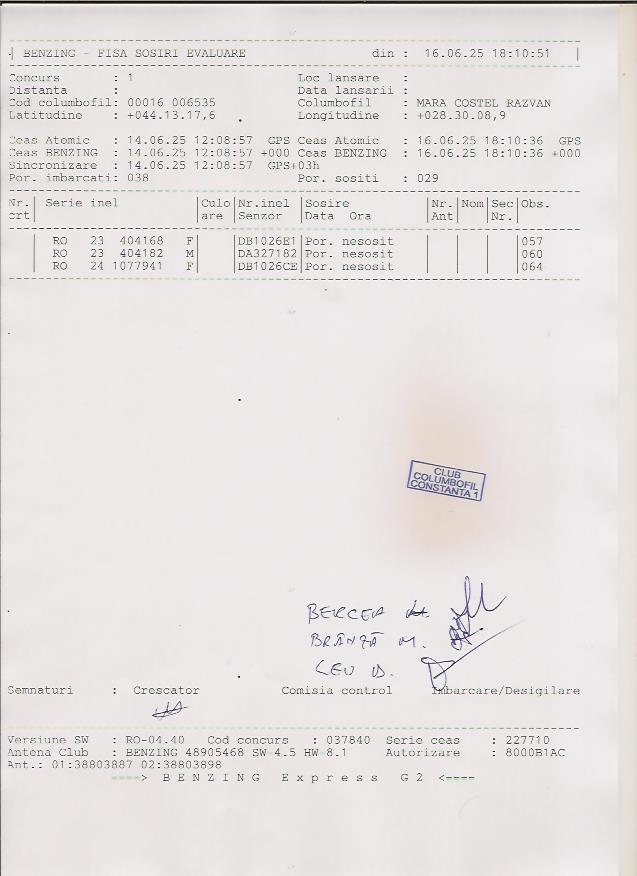 BENZING - FISA SOSIRI EVALUARE din : 16.06.25 18:10:51
Concurs : 1 Loc lansare :
Distanta : Data lansarii :
Cod columbofil: 00016 006535 Columbofil : MARA COSTEL RAZVAN
Latitudine : +044.13.17,6 Longitudine : +028.30.08,9
Ceas Atomic : 14.06.25 12:08:57 GPS Ceas Atomic : 16.06.25 18:10:36 GPS
Ceas BENZING : 14.06.25 12:08:57 +000 Ceas BENZING : 16.06.25 18:10:36 +000
Sincronizare : 14.06.25 12:08:57 GPS+03h
Por. imbarcati: 038 Por. sositi : 029
Nr. Serie inel Culo Nr.inel Sosire Nr. Nom Sec Obs.
crt are Senzor Data Ora Ant Nr.
RO 23 404168 F DB1026E1 Por. nesosit 057
RO 23 404182 M DA327182 Por. nesosit 060
RO 24 1077941 F DB1026CE Por. nesosit 064
CLUB
COLUMBOFIL
CONSTANTA 1
BERCEA
BRÂNZĂ M.
LEU D.
Semnaturi : Crescator Comisia control Imbarcare/Desigilare
Versiune SW : RO-04.40 Cod concurs : 037840 Serie ceas : 227710
Antena Club : BENZING 48905468 SW-4.5 HW-8.1 Autorizare : 8000B1AC
Ant.: 01:38803887 02:38803898
====> B E N Z I N G E x p r e s s G 2 <====